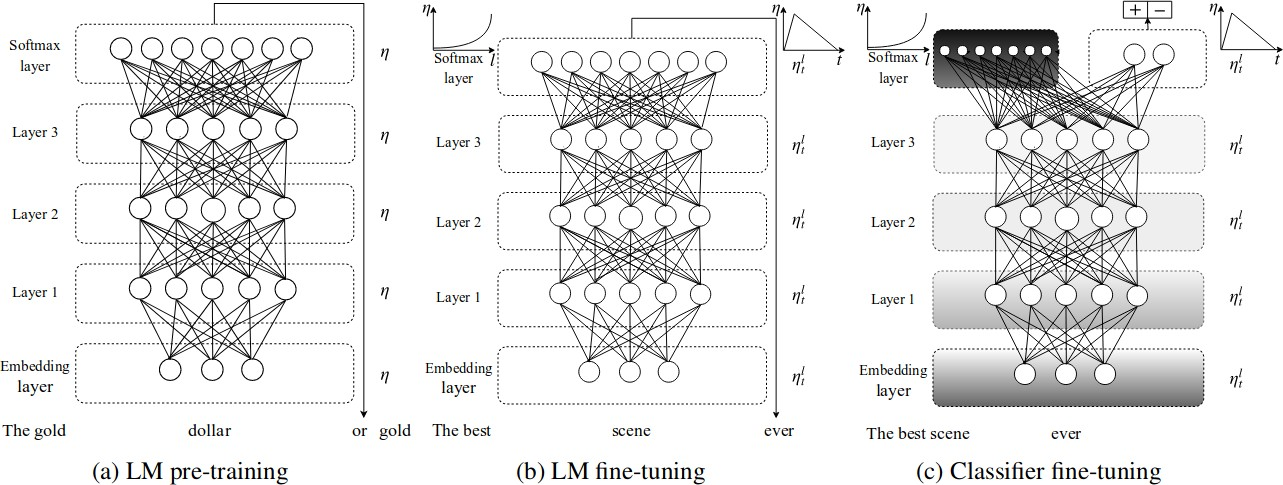 Softmax
layer
η
Layer 3
η
Layer 2
η
Layer 1
η
Embedding
layer
η
The gold dollar or gold
(a) LM pre-training
η
l
η
t
Softmax
layer
ηₜˡ
Layer 3
ηₜˡ
Layer 2
ηₜˡ
Layer 1
ηₜˡ
Embedding
layer
ηₜˡ
The best scene ever
(b) LM fine-tuning
η
l
+ −
η
t
Softmax
layer
ηₜˡ
Layer 3
ηₜˡ
Layer 2
ηₜˡ
Layer 1
ηₜˡ
Embedding
layer
ηₜˡ
The best scene ever
(c) Classifier fine-tuning